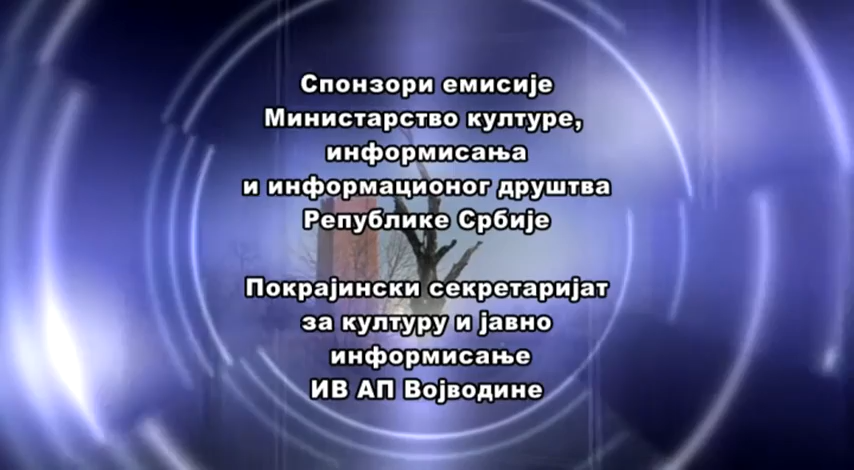 Спонзори емисије
Министарство културе,
информисања
и информационог друштва
Републике Србије
Покрајински секретаријат
за културу и јавно
информисање
ИВ АП Војводине